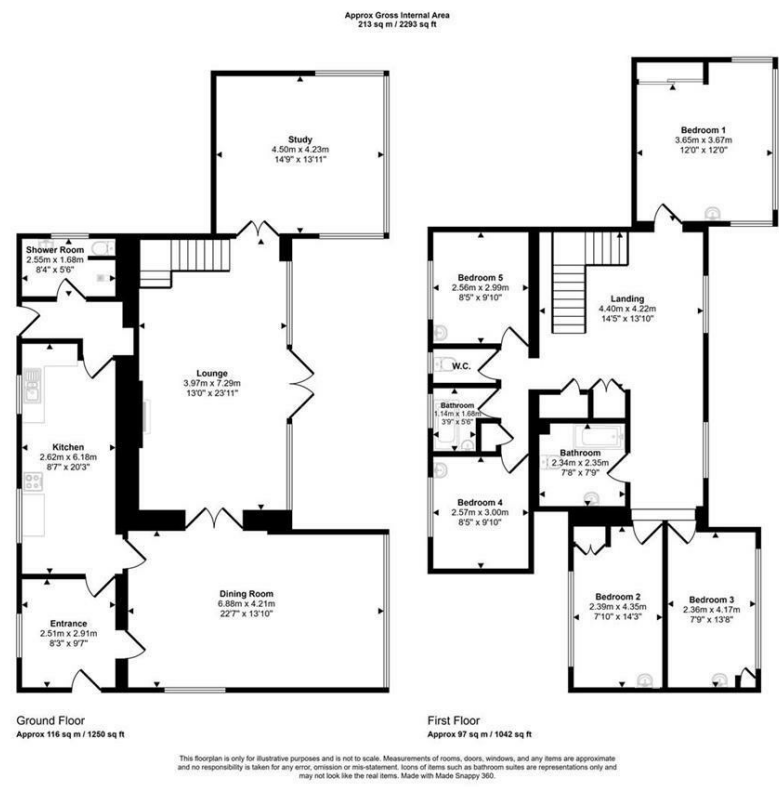 Approx Gross Internal Area
213 sq m / 2293 sq ft
Study
4.50m x 4.23m
14'9" x 13'11"
Shower Room
2.55m x 1.68m
8'4" x 5'6"
Lounge
3.97m x 7.29m
13'0" x 23'11"
Kitchen
2.62m x 6.18m
8'7" x 20'3"
Dining Room
6.88m x 4.21m
22'7" x 13'10"
Entrance
2.51m x 2.91m
8'3" x 9'7"
Ground Floor
Approx 116 sq m / 1250 sq ft
Bedroom 1
3.65m x 3.67m
12'0" x 12'0"
Bedroom 5
2.56m x 2.99m
8'5" x 9'10"
Landing
4.40m x 4.22m
14'5" x 13'10"
W.C.
Bathroom
1.14m x 1.68m
3'9" x 5'6"
Bathroom
2.34m x 2.35m
7'8" x 7'9"
Bedroom 4
2.57m x 3.00m
8'5" x 9'10"
Bedroom 2
2.39m x 4.35m
7'10" x 14'3"
Bedroom 3
2.36m x 4.17m
7'9" x 13'8"
First Floor
Approx 97 sq m / 1042 sq ft
This floorplan is only for illustrative purposes and is not to scale. Measurements of rooms, doors, windows, and any items are approximate
and no responsibility is taken for any error, omission or mis-statement. Icons of items such as bathroom suites are representations only and
may not look like the real items. Made with Made Snappy 360.